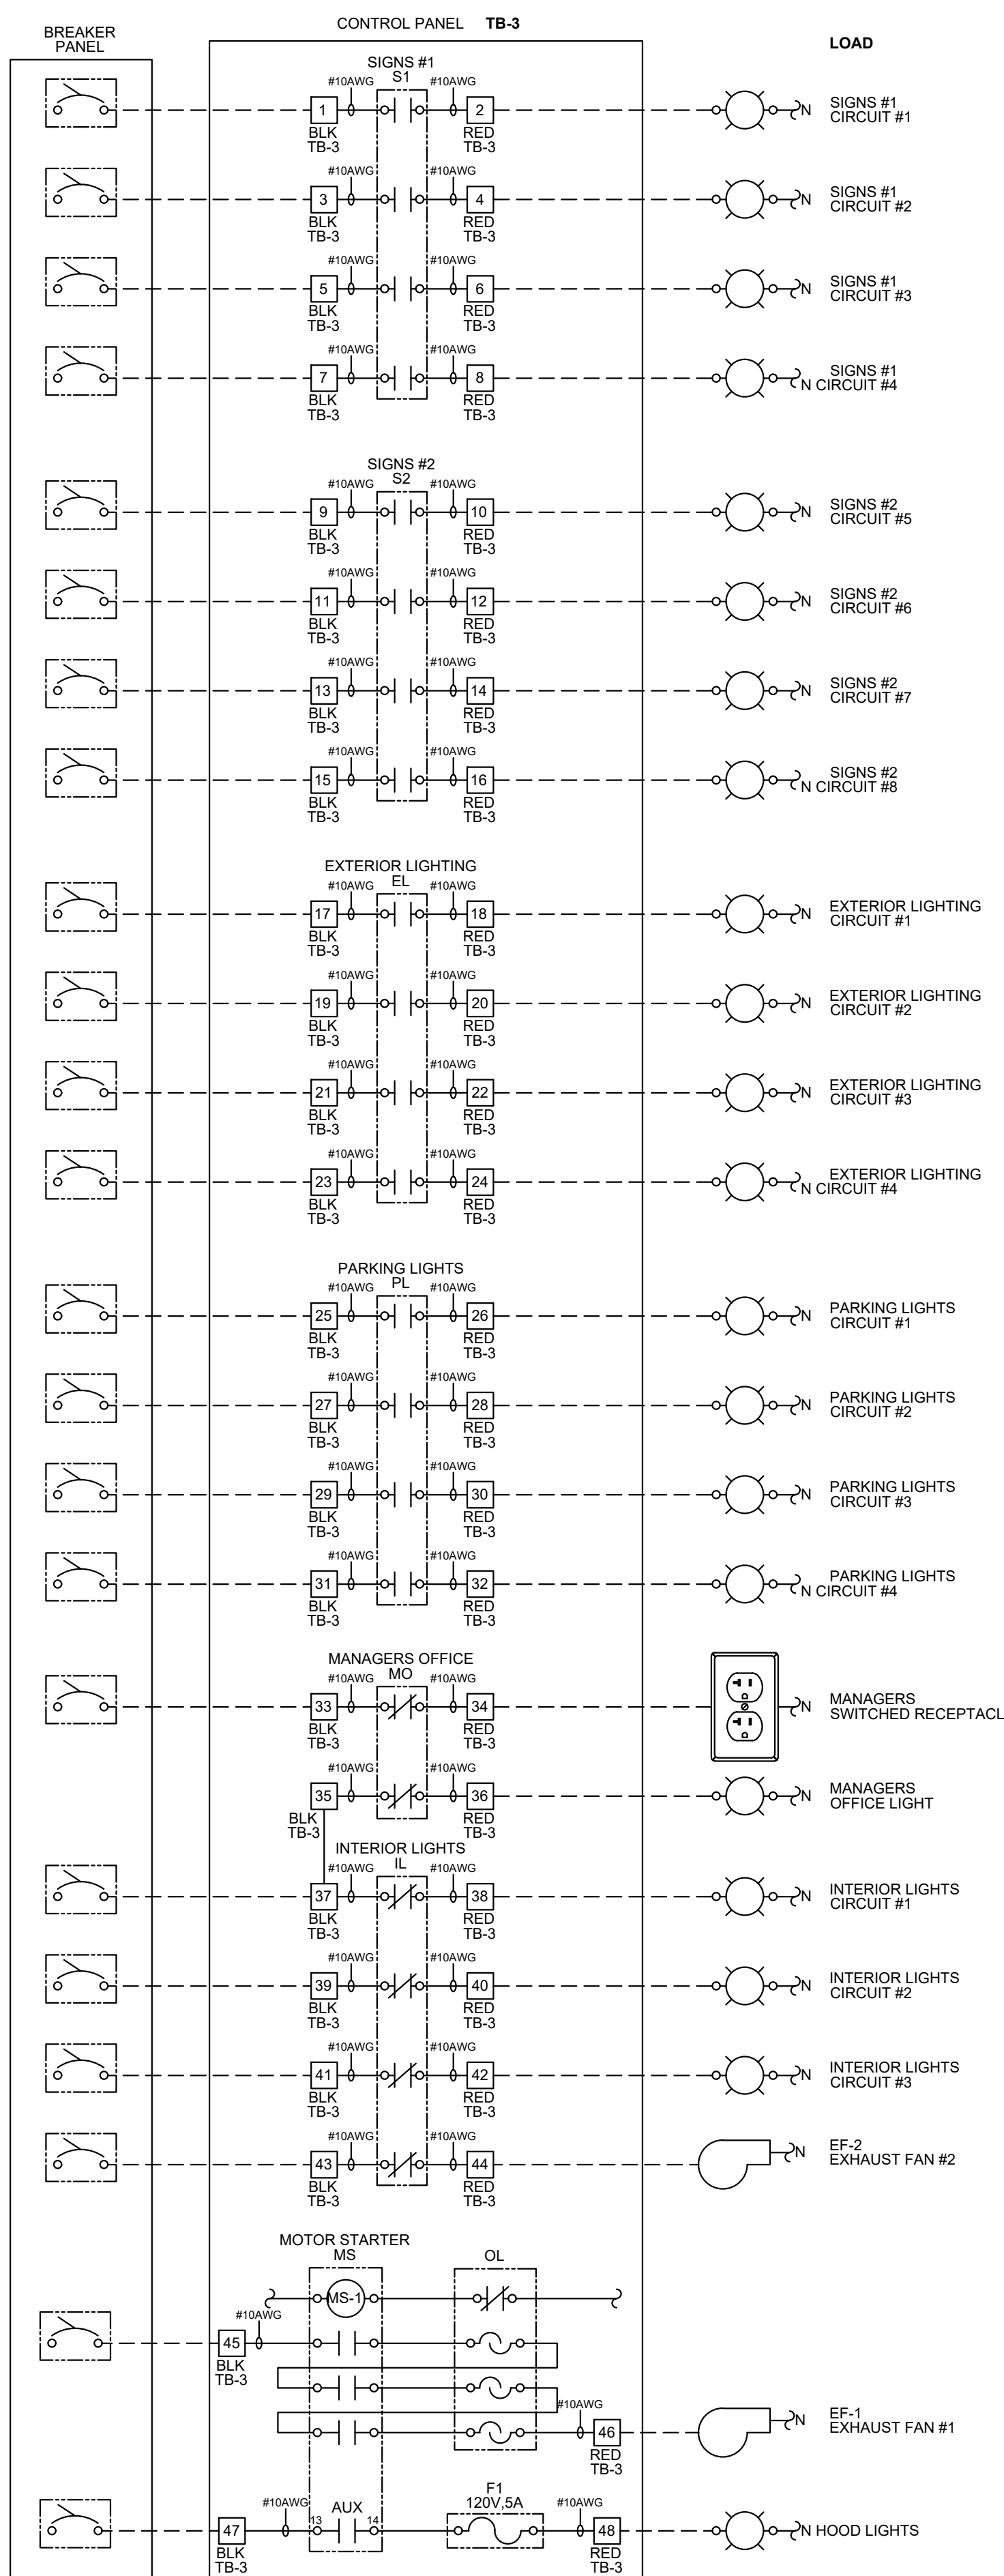 BREAKER
PANEL
CONTROL PANEL TB-3
LOAD
SIGNS #1
S1
#10AWG #10AWG
1 2
BLK RED
TB-3 TB-3
N
SIGNS #1
CIRCUIT #1
#10AWG #10AWG
3 4
BLK RED
TB-3 TB-3
N
SIGNS #1
CIRCUIT #2
#10AWG #10AWG
5 6
BLK RED
TB-3 TB-3
N
SIGNS #1
CIRCUIT #3
#10AWG #10AWG
7 8
BLK RED
TB-3 TB-3
SIGNS #1
N CIRCUIT #4
SIGNS #2
S2
#10AWG #10AWG
9 10
BLK RED
TB-3 TB-3
N
SIGNS #2
CIRCUIT #5
#10AWG #10AWG
11 12
BLK RED
TB-3 TB-3
N
SIGNS #2
CIRCUIT #6
#10AWG #10AWG
13 14
BLK RED
TB-3 TB-3
N
SIGNS #2
CIRCUIT #7
#10AWG #10AWG
15 16
BLK RED
TB-3 TB-3
SIGNS #2
N CIRCUIT #8
EXTERIOR LIGHTING
EL
#10AWG #10AWG
17 18
BLK RED
TB-3 TB-3
N
EXTERIOR LIGHTING
CIRCUIT #1
#10AWG #10AWG
19 20
BLK RED
TB-3 TB-3
N
EXTERIOR LIGHTING
CIRCUIT #2
#10AWG #10AWG
21 22
BLK RED
TB-3 TB-3
N
EXTERIOR LIGHTING
CIRCUIT #3
#10AWG #10AWG
23 24
BLK RED
TB-3 TB-3
EXTERIOR LIGHTING
N CIRCUIT #4
PARKING LIGHTS
PL
#10AWG #10AWG
25 26
BLK RED
TB-3 TB-3
N
PARKING LIGHTS
CIRCUIT #1
#10AWG #10AWG
27 28
BLK RED
TB-3 TB-3
N
PARKING LIGHTS
CIRCUIT #2
#10AWG #10AWG
29 30
BLK RED
TB-3 TB-3
N
PARKING LIGHTS
CIRCUIT #3
#10AWG #10AWG
31 32
BLK RED
TB-3 TB-3
PARKING LIGHTS
N CIRCUIT #4
MANAGERS OFFICE
MO
#10AWG #10AWG
33 34
BLK RED
TB-3 TB-3
N
MANAGERS
SWITCHED RECEPTACL
#10AWG #10AWG
35 36
BLK RED
TB-3 TB-3
N
MANAGERS
OFFICE LIGHT
INTERIOR LIGHTS
IL
#10AWG #10AWG
37 38
BLK RED
TB-3 TB-3
N
INTERIOR LIGHTS
CIRCUIT #1
#10AWG #10AWG
39 40
BLK RED
TB-3 TB-3
N
INTERIOR LIGHTS
CIRCUIT #2
#10AWG #10AWG
41 42
BLK RED
TB-3 TB-3
N
INTERIOR LIGHTS
CIRCUIT #3
#10AWG #10AWG
43 44
BLK RED
TB-3 TB-3
N
EF-2
EXHAUST FAN #2
MOTOR STARTER
MS OL
MS-1
#10AWG
45
BLK
TB-3
#10AWG
46
RED
TB-3
N
EF-1
EXHAUST FAN #1
F1
120V,5A
#10AWG AUX #10AWG
13 14
47 48
BLK RED
TB-3 TB-3
N HOOD LIGHTS